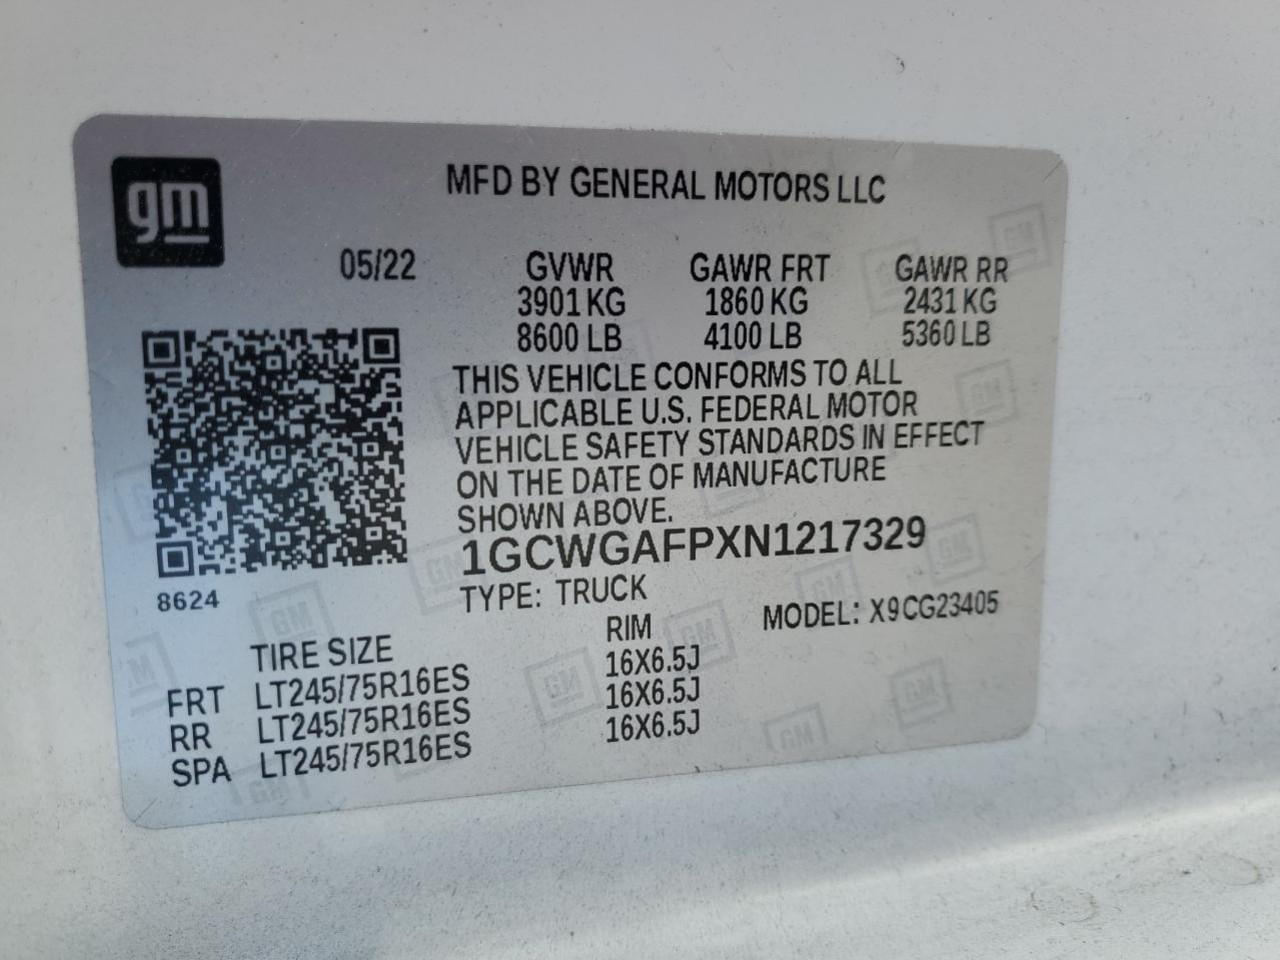 gm
MFD BY GENERAL MOTORS LLC
05/22 GVWR GAWR FRT GAWR RR
3901 KG 1860 KG 2431 KG
8600 LB 4100 LB 5360 LB
THIS VEHICLE CONFORMS TO ALL
APPLICABLE U.S. FEDERAL MOTOR
VEHICLE SAFETY STANDARDS IN EFFECT
ON THE DATE OF MANUFACTURE
SHOWN ABOVE.
1GCWGAFPXN1217329
8624
TYPE: TRUCK
MODEL: X9CG23405
TIRE SIZE RIM
FRT LT245/75R16ES 16X6.5J
RR LT245/75R16ES 16X6.5J
SPA LT245/75R16ES 16X6.5J